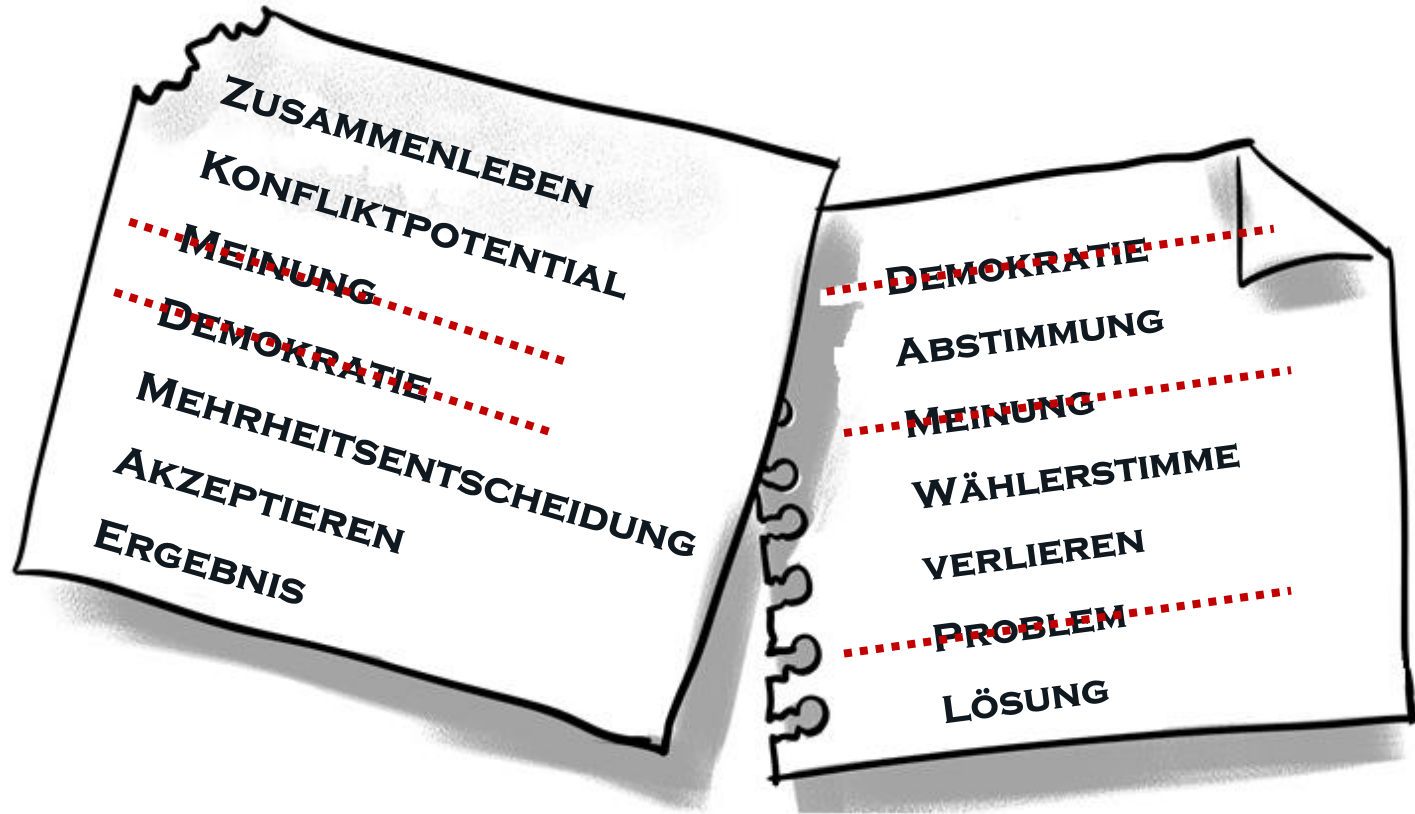 Zusammenleben
Konfliktpotential
Meinung
Demokratie
Mehrheitsentscheidung
Akzeptieren
Ergebnis
Demokratie
Abstimmung
Meinung
Wählerstimme
verlieren
Problem
Lösung